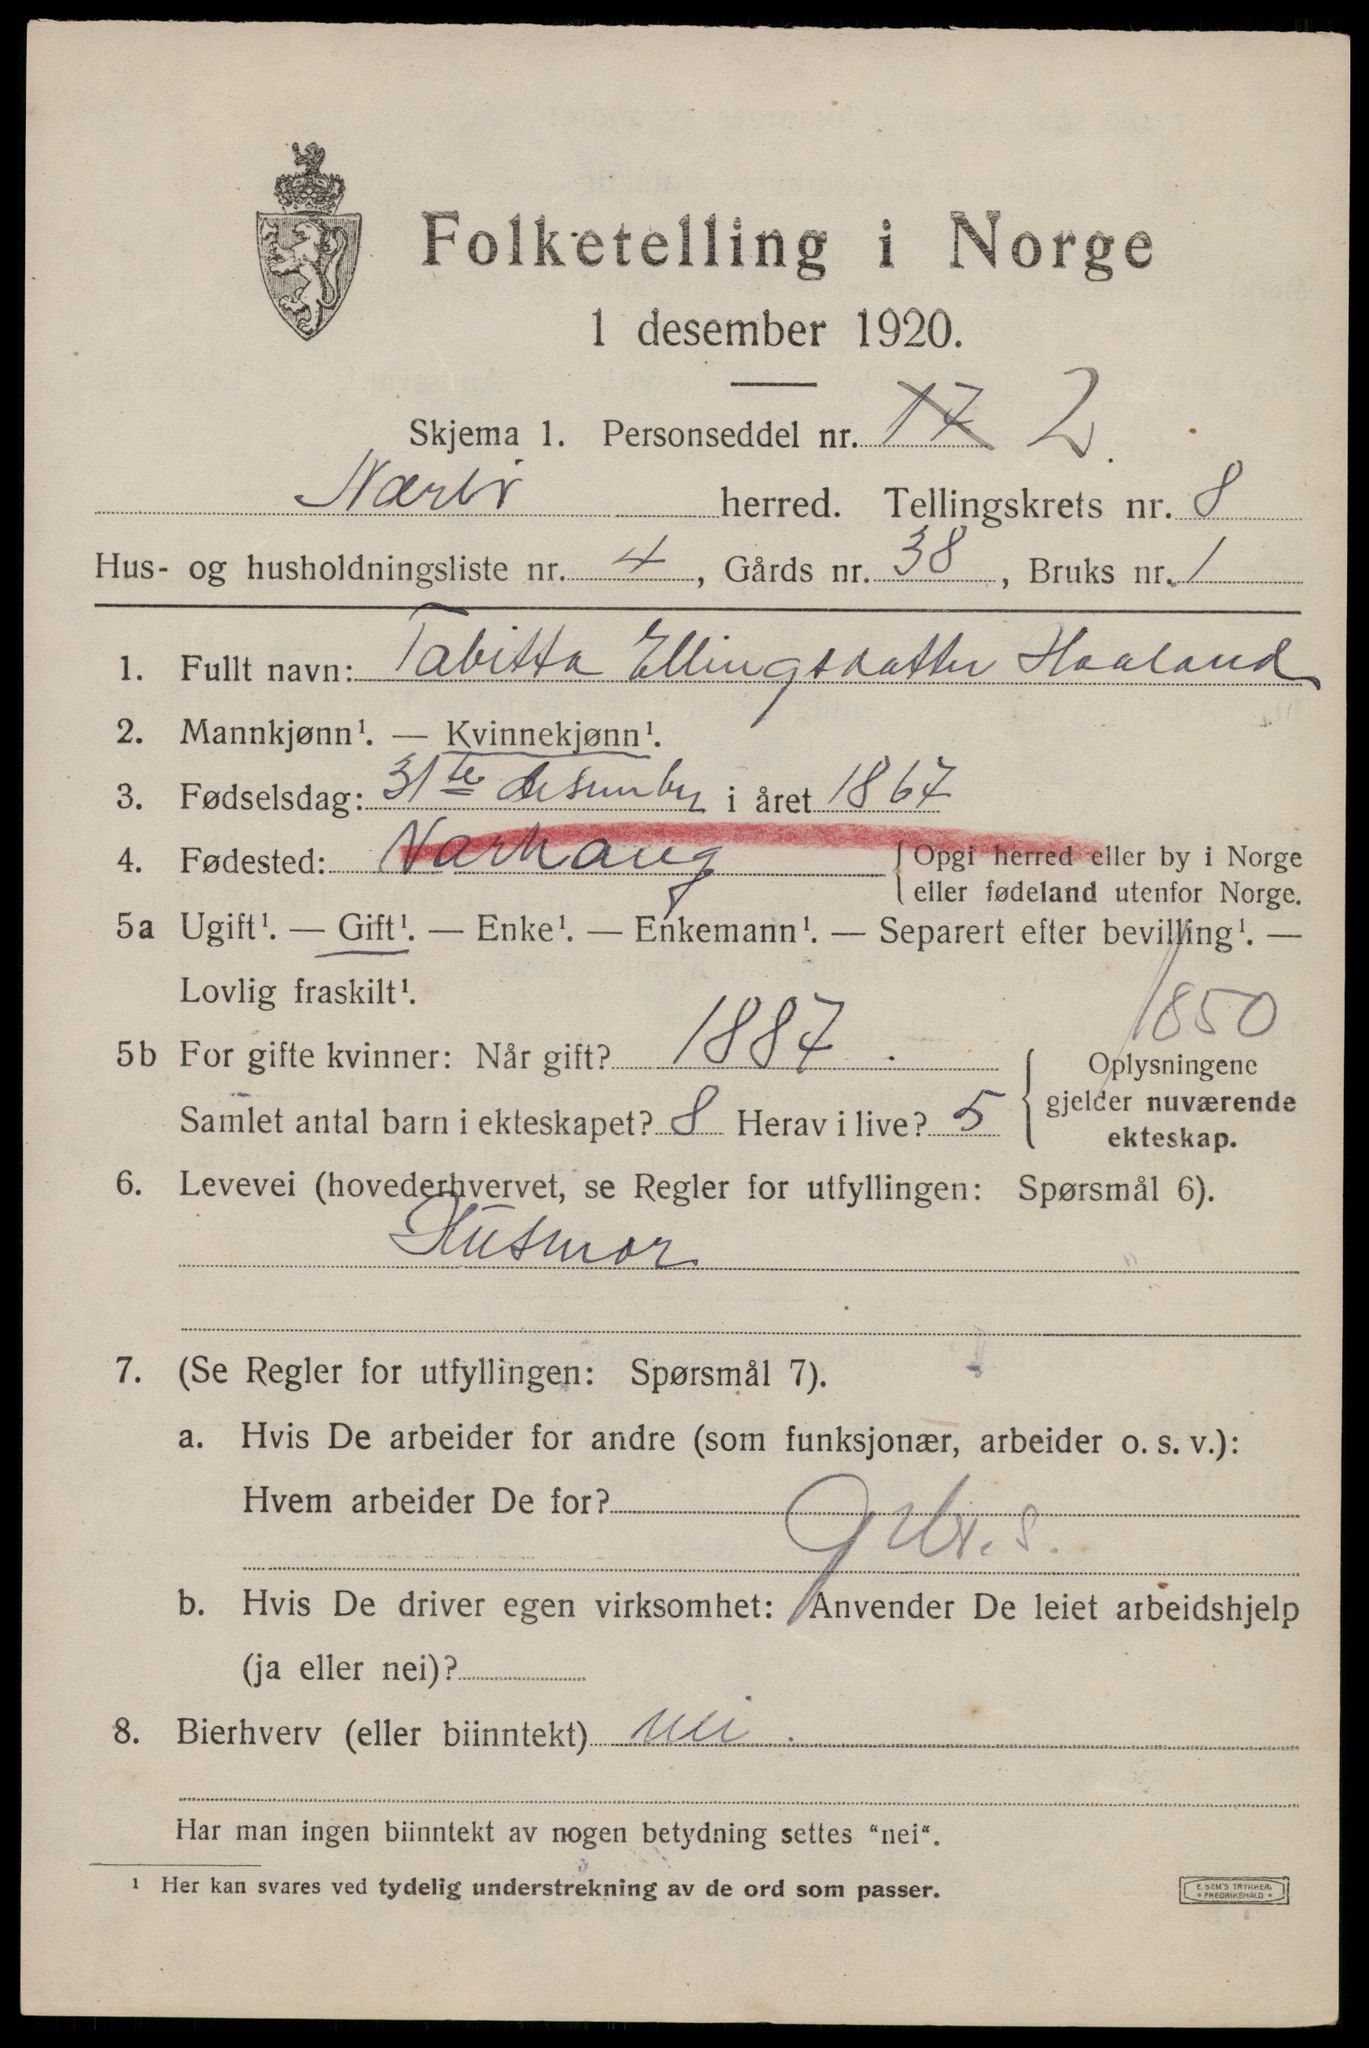 Folketelling i Norge
1 desember 1920.
Skjema 1. Personseddel nr. 17 2
Nærbø herred. Tellingskrets nr. 8
Hus- og husholdningsliste nr. 4, Gårds nr. 38, Bruks nr. 1
1. Fullt navn: Tabitta Ellingsdatter Haaland
2. Mannkjønn¹. — Kvinnekjønn¹.
3. Fødselsdag: 31te desember i året 1867
4. Fødested: Varhaug {Opgi herred eller by i Norge
eller fødeland utenfor Norge.
5a Ugift¹. — Gift¹. — Enke¹. — Enkemann¹. — Separert efter bevilling¹. —
Lovlig fraskilt¹.
1850
5b For gifte kvinner: Når gift? 1887. Oplysningene
gjelder nuværende
Samlet antal barn i ekteskapet? 8 Herav i live? 5 ekteskap.
6. Levevei (hovederhvervet, se Regler for utfyllingen: Spørsmål 6).
Husmor
7. (Se Regler for utfyllingen: Spørsmål 7).
a. Hvis De arbeider for andre (som funksjonær, arbeider o. s. v.):
Hvem arbeider De for?
b. Hvis De driver egen virksomhet: Anvender De leiet arbeidshjelp
(ja eller nei)?
8. Bierhverv (eller biinntekt) nei.
Har man ingen biinntekt av nogen betydning settes “nei“.
¹ Her kan svares ved tydelig understrekning av de ord som passer.
E. SEM'S TRYKKERI
• FREDRIKSHALD •